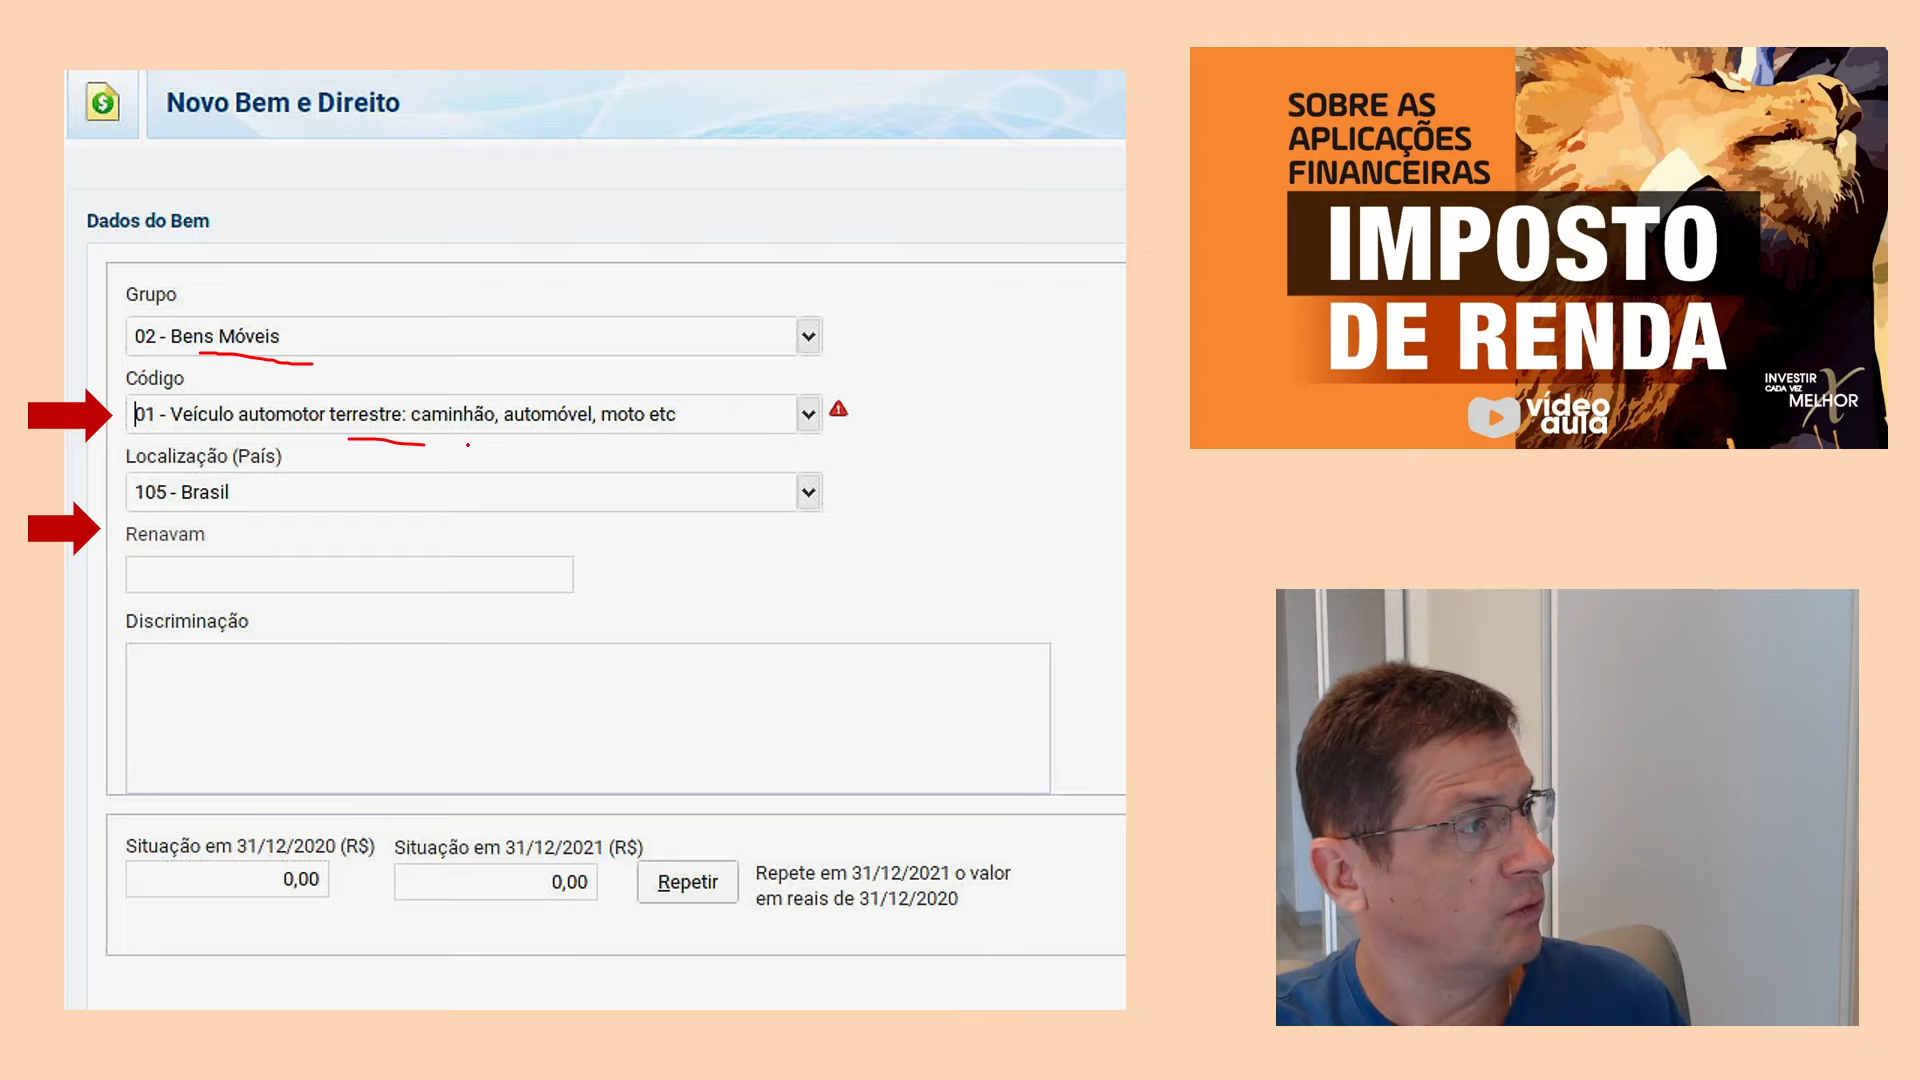 Novo Bem e Direito
Dados do Bem
Grupo
02 - Bens Móveis
Código
01 - Veículo automotor terrestre: caminhão, automóvel, moto etc
Localização (País)
105 - Brasil
Renavam
Discriminação
Situação em 31/12/2020 (R$)
0,00
Situação em 31/12/2021 (R$)
0,00
Repetir
Repete em 31/12/2021 o valor
em reais de 31/12/2020
SOBRE AS
APLICAÇÕES
FINANCEIRAS
IMPOSTO
DE RENDA
vídeo
aula
INVESTIR
CADA VEZ
MELHOR